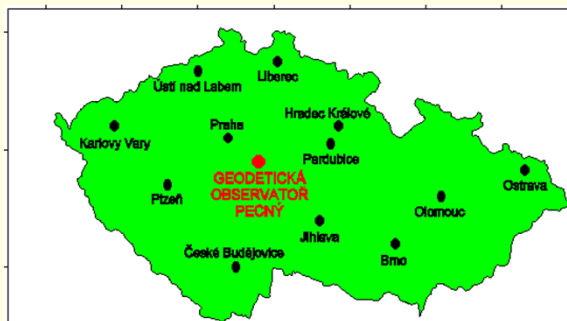 Liberec
Ústí nad Labem
Hradec Králové
Praha
Karlovy Vary
Pardubice
GEODETICKÁ
OBSERVATOŘ
PECNÝ
Plzeň
Ostrava
Olomouc
Jihlava
České Budějovice
Brno